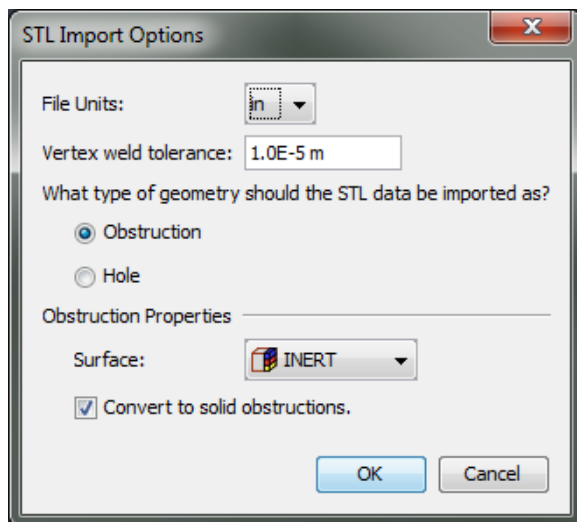 STL Import Options
File Units: in
Vertex weld tolerance: 1.0E-5 m
What type of geometry should the STL data be imported as?
Obstruction
Hole
Obstruction Properties
Surface: INERT
Convert to solid obstructions.
OK Cancel